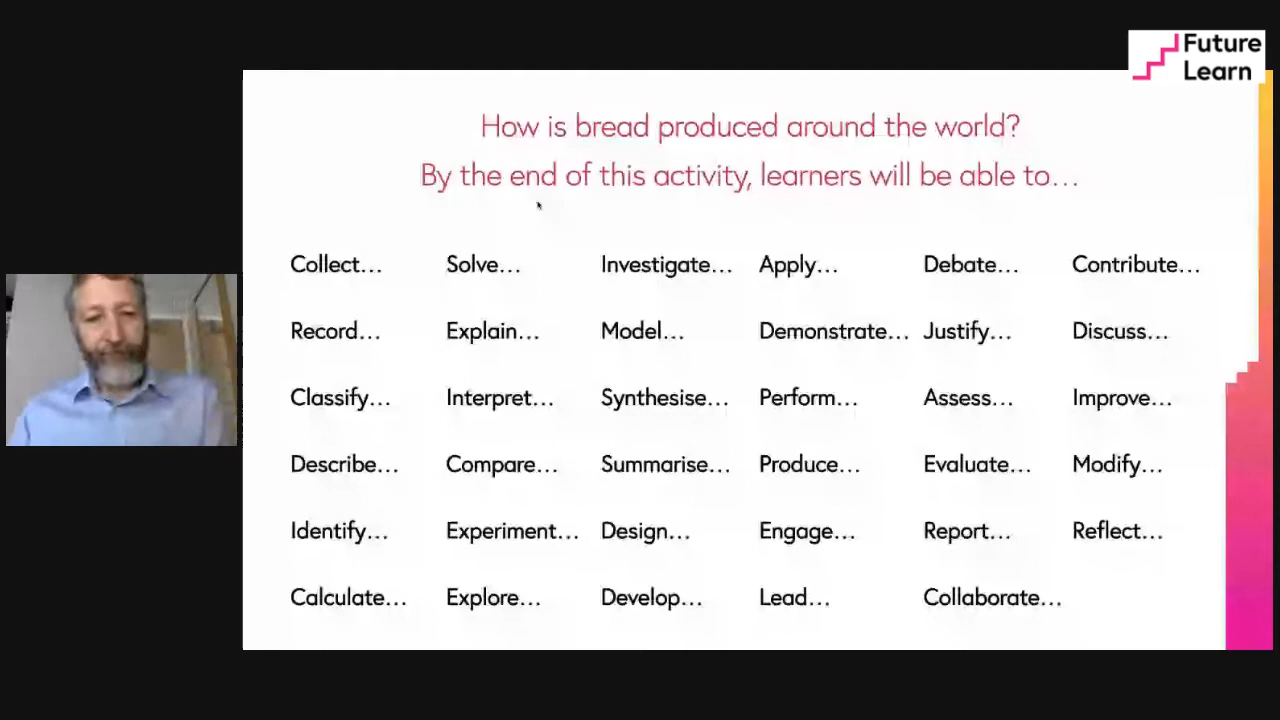 Future
Learn
How is bread produced around the world?
By the end of this activity, learners will be able to...
Collect... Solve... Investigate... Apply... Debate... Contribute...
Record... Explain... Model... Demonstrate... Justify... Discuss...
Classify... Interpret... Synthesise... Perform... Assess... Improve...
Describe... Compare... Summarise... Produce... Evaluate... Modify...
Identify... Experiment... Design... Engage... Report... Reflect...
Calculate... Explore... Develop... Lead... Collaborate...